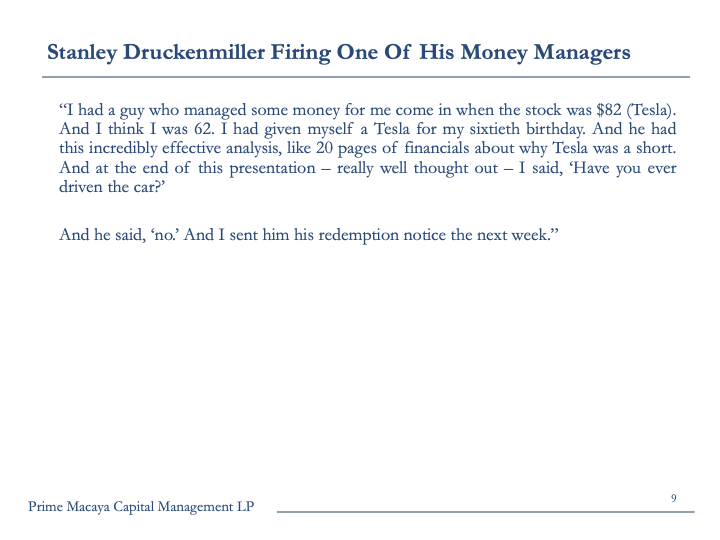 Stanley Druckenmiller Firing One Of His Money Managers
“I had a guy who managed some money for me come in when the stock was $82 (Tesla).
And I think I was 62. I had given myself a Tesla for my sixtieth birthday. And he had
this incredibly effective analysis, like 20 pages of financials about why Tesla was a short.
And at the end of this presentation – really well thought out – I said, ‘Have you ever
driven the car?’
And he said, ‘no.’ And I sent him his redemption notice the next week.”
9
Prime Macaya Capital Management LP